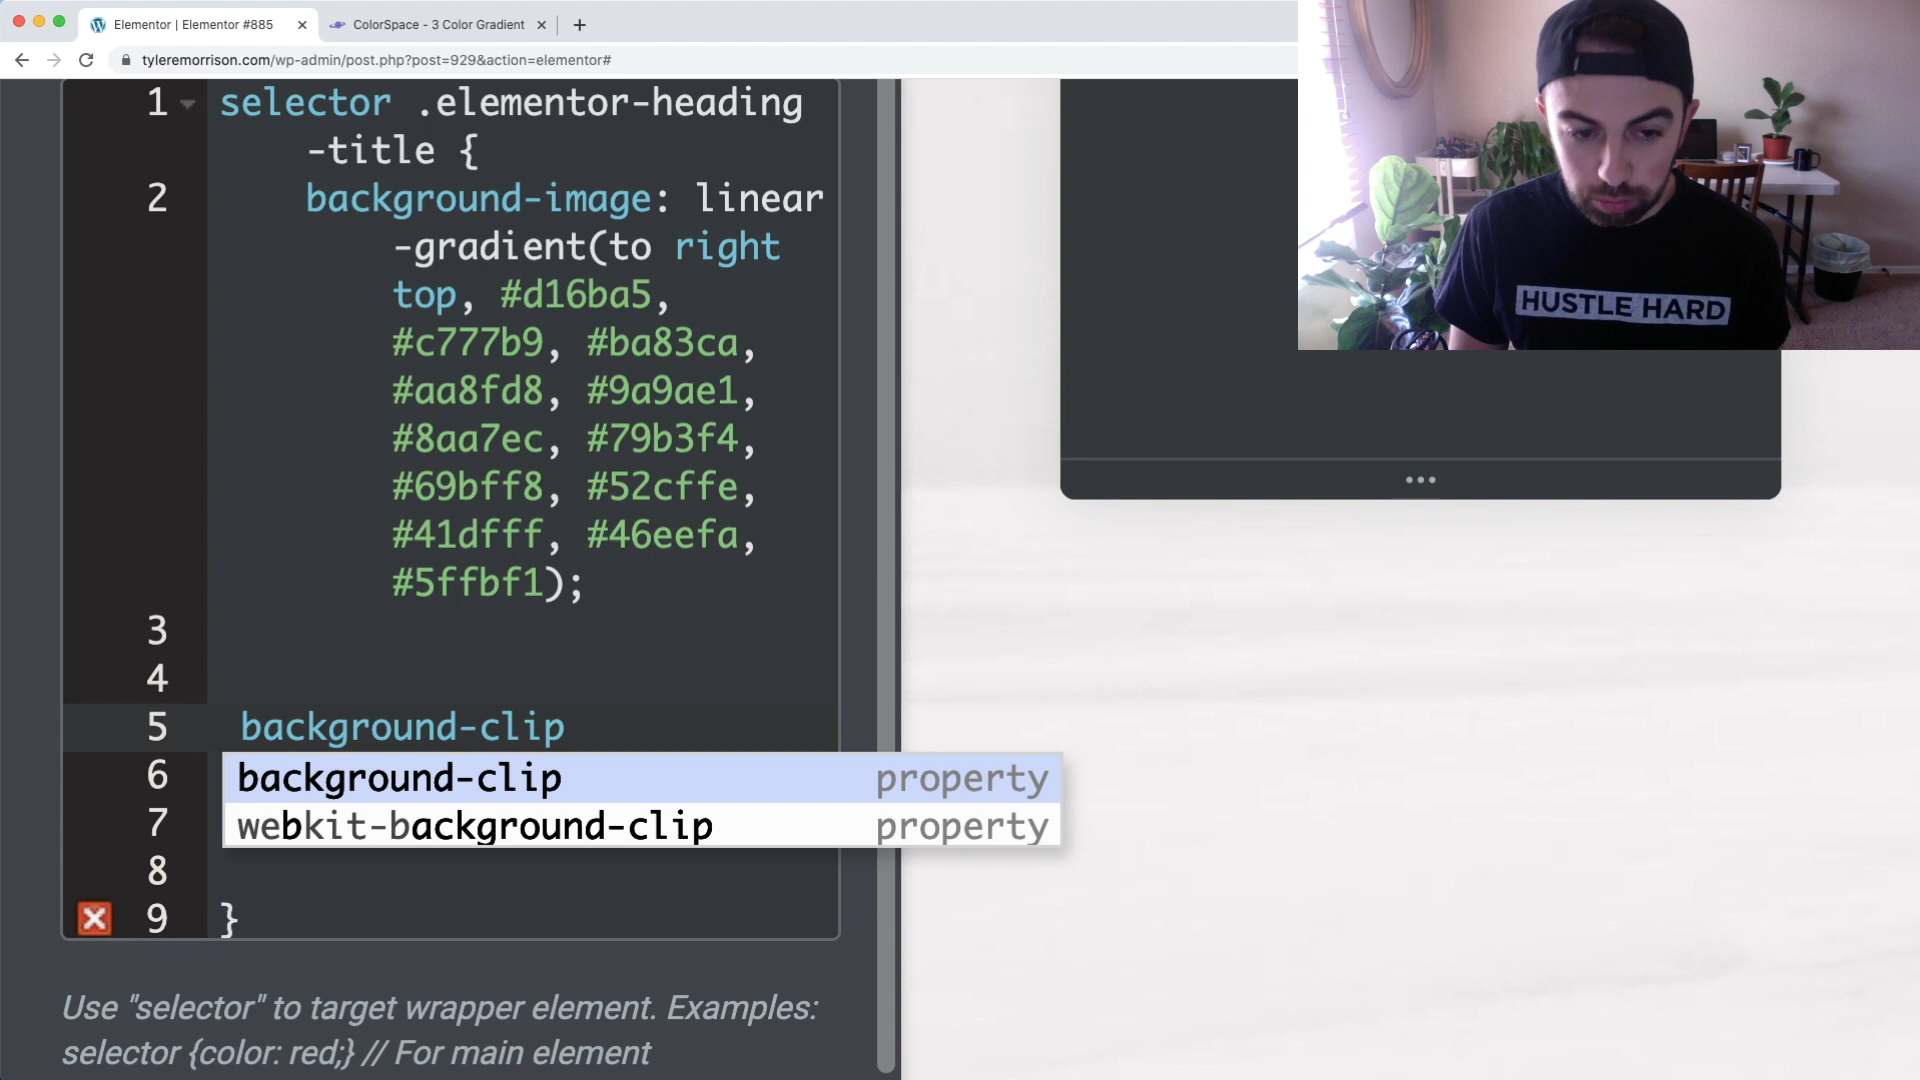 Elementor | Elementor #885
ColorSpace - 3 Color Gradient
tyleremorrison.com/wp-admin/post.php?post=929&action=elementor#
1 selector .elementor-heading
-title {
2 background-image: linear
-gradient(to right
top, #d16ba5,
#c777b9, #ba83ca,
#aa8fd8, #9a9ae1,
#8aa7ec, #79b3f4,
#69bff8, #52cffe,
#41dfff, #46eefa,
#5ffbf1);
3
4
5 background-clip
6 background-clip property
7 webkit-background-clip property
8
9 }
Use "selector" to target wrapper element. Examples:
selector {color: red;} // For main element
HUSTLE HARD